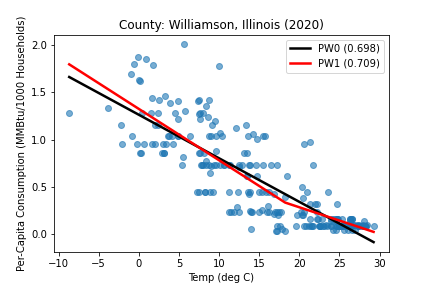 County: Williamson, Illinois (2020)
Per-Capita Consumption (MMBtu/1000 Households)
2.0
1.5
1.0
0.5
0.0
PW0 (0.698)
PW1 (0.709)
−10 −5 0 5 10 15 20 25 30
Temp (deg C)